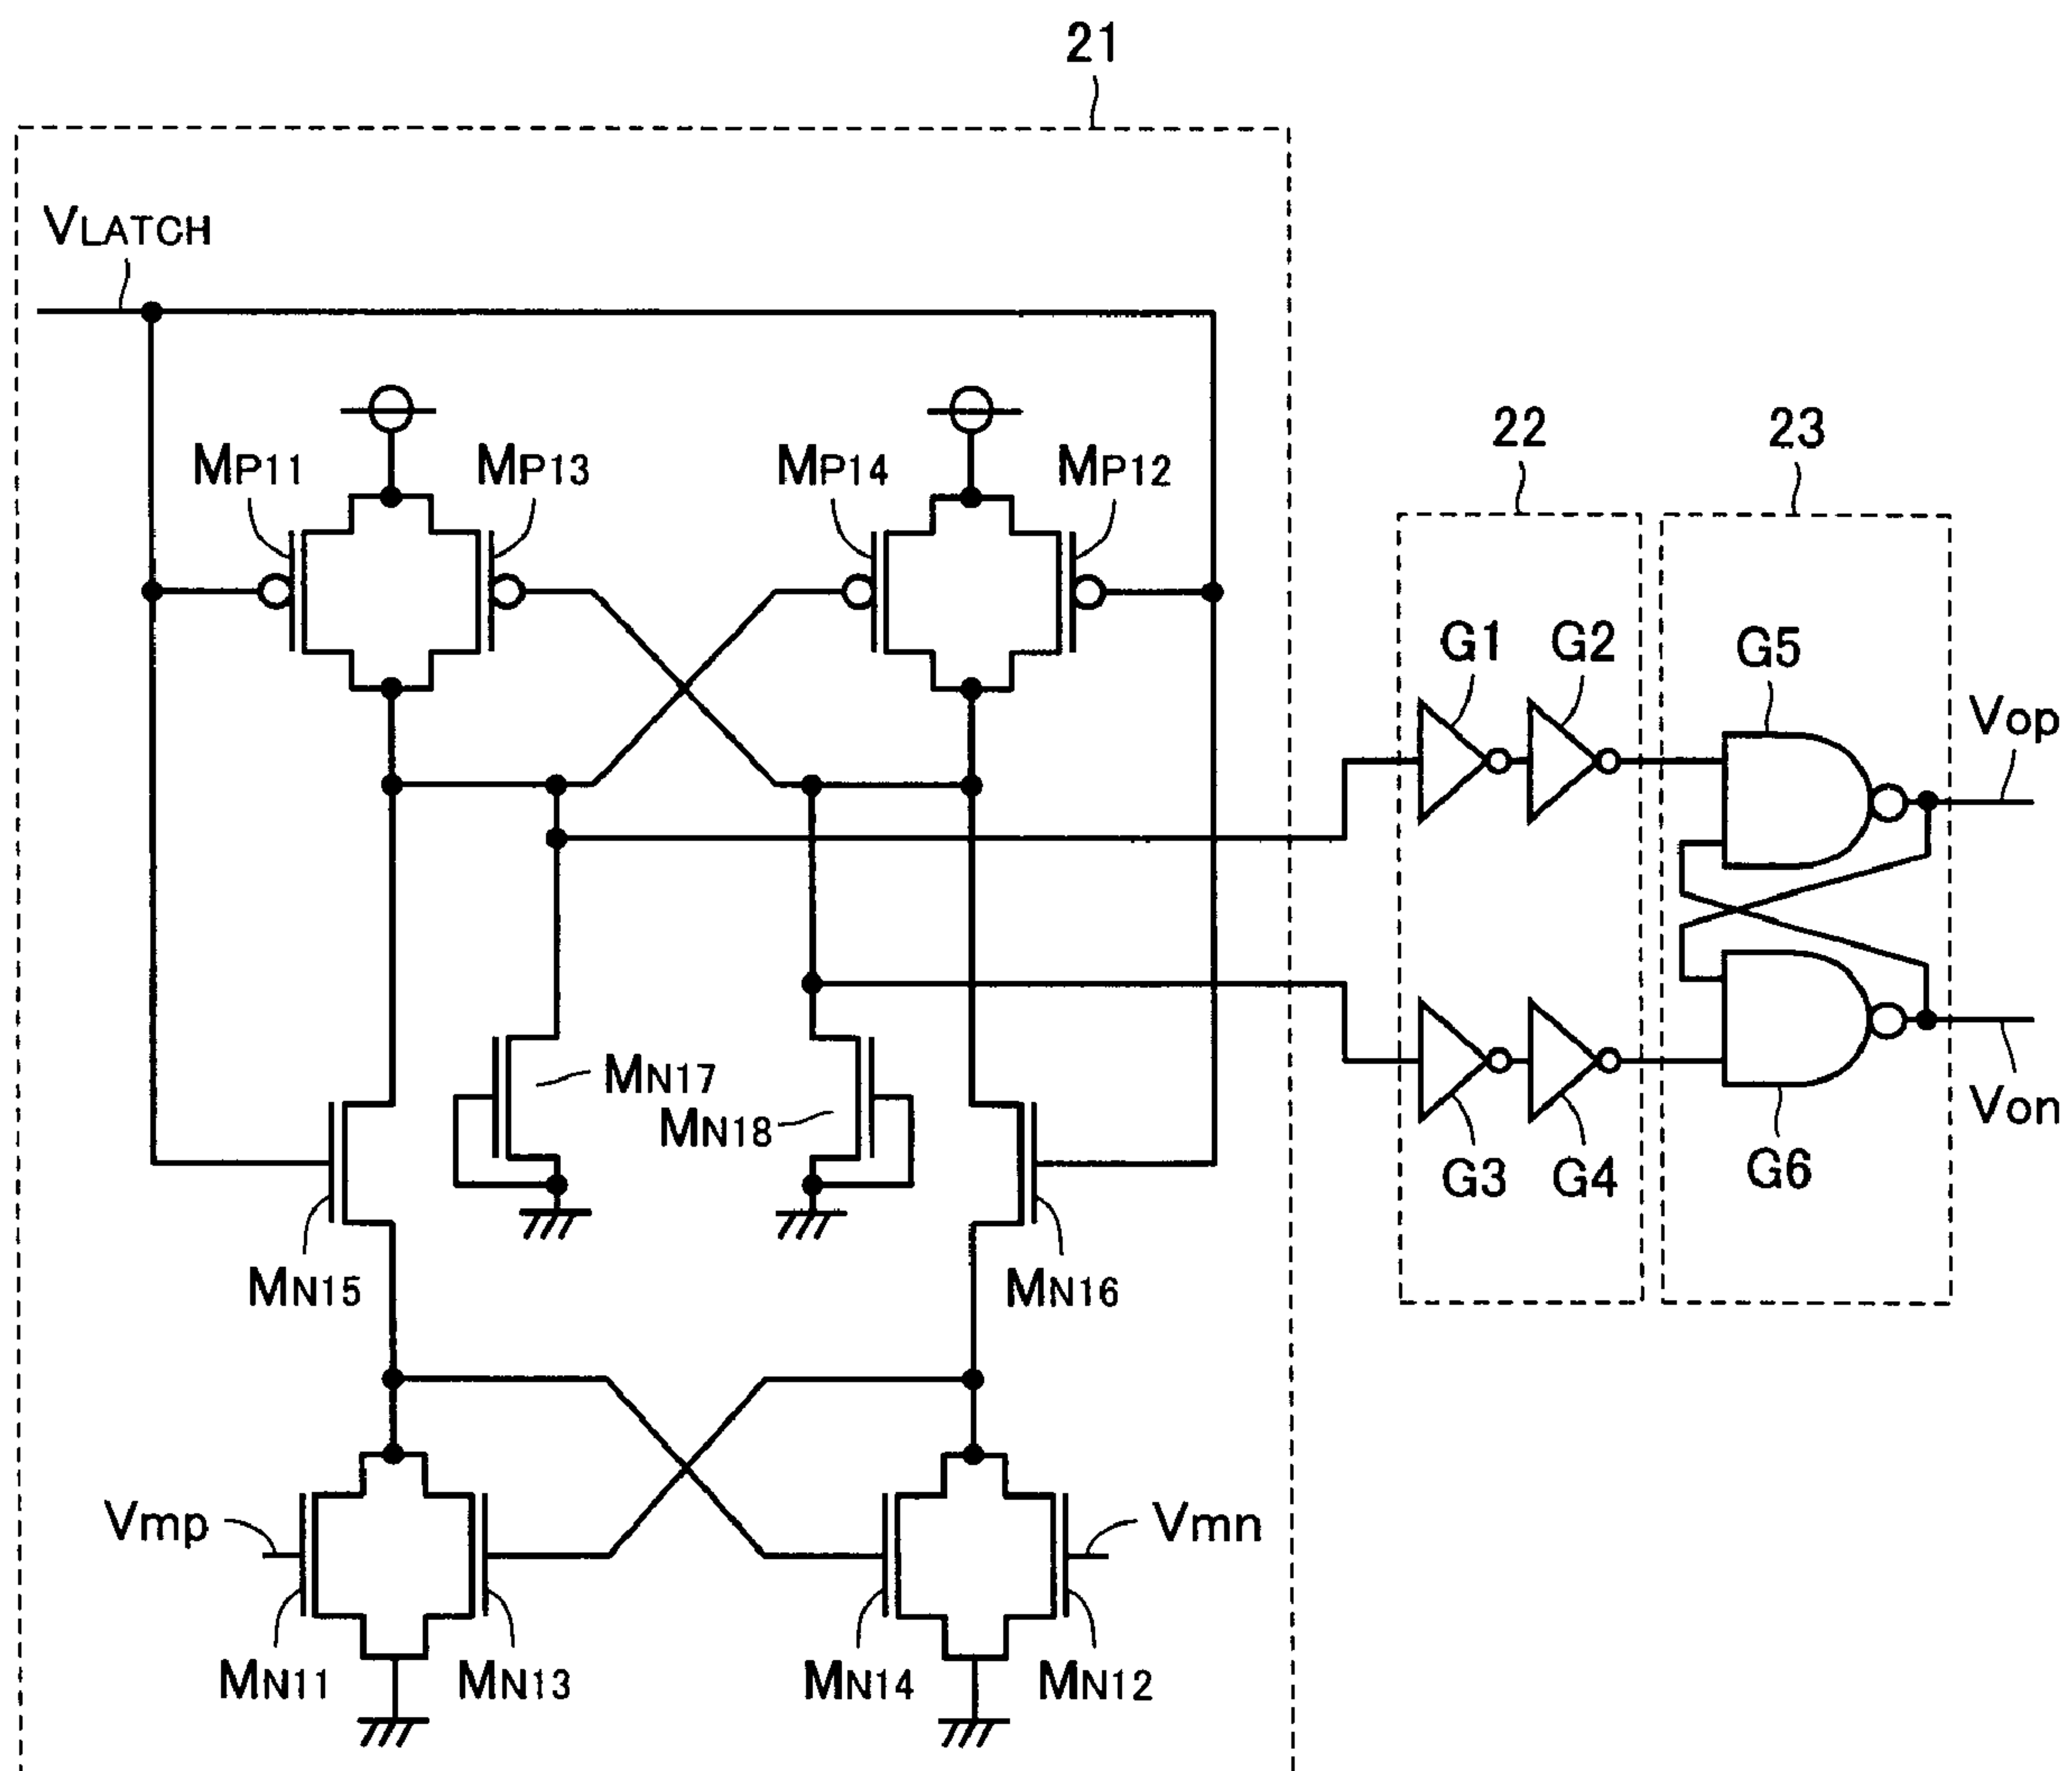 21
VLATCH
MP11
MP13
MP14
MP12
22
23
G1
G2
G5
Vop
MN17
MN18
Von
G3
G4
G6
MN15
MN16
Vmp
Vmn
MN11
MN13
MN14
MN12